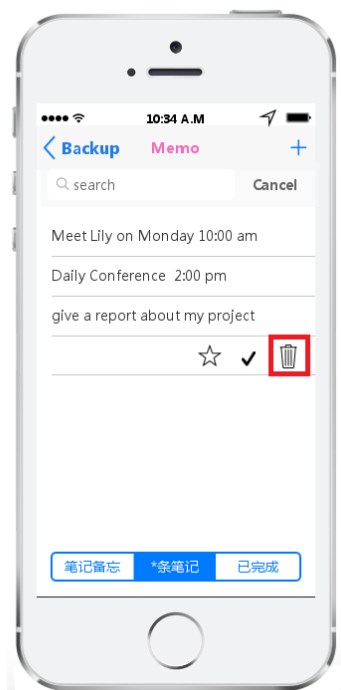 10:34 A.M
Backup Memo +
search Cancel
Meet Lily on Monday 10:00 am
Daily Conference 2:00 pm
give a report about my project
笔记备忘 *条笔记 已完成